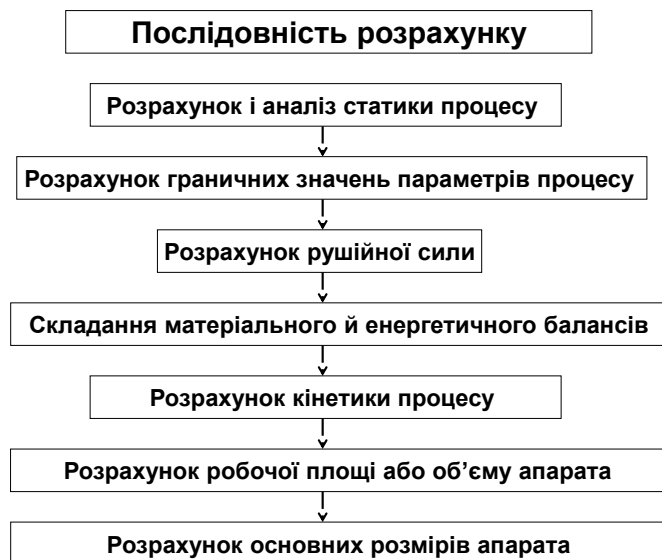 Послідовність розрахунку
Розрахунок і аналіз статики процесу
Розрахунок граничних значень параметрів процесу
Розрахунок рушійної сили
Складання матеріального й енергетичного балансів
Розрахунок кінетики процесу
Розрахунок робочої площі або об’єму апарата
Розрахунок основних розмірів апарата